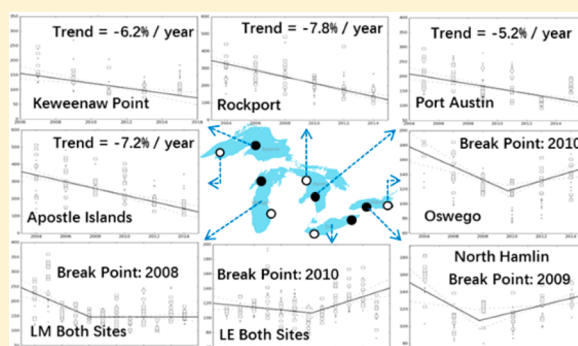 Trend = -6.2% / year
Keweenaw Point
Trend = -7.8% / year
Rockport
Trend = -5.2% / year
Port Austin
Trend = -7.2% / year
Apostle Islands
Break Point: 2010
Oswego
Break Point: 2008
LM Both Sites
Break Point: 2010
LE Both Sites
North Hamlin
Break Point: 2009